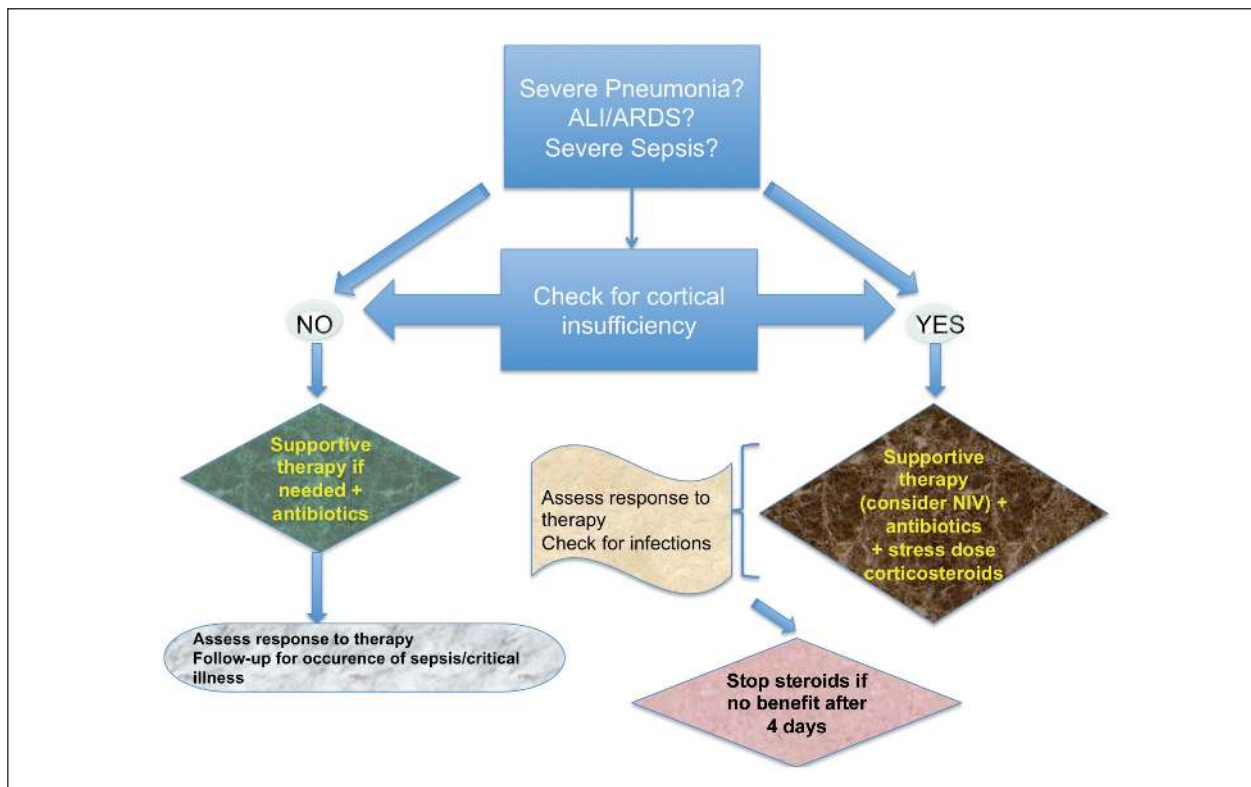 Severe Pneumonia?
ALI/ARDS?
Severe Sepsis?
Check for cortical
insufficiency
NO
YES
Supportive
therapy if
needed +
antibiotics
Assess response to
therapy
Check for infections
Supportive
therapy
(consider NIV) +
antibiotics
+ stress dose
corticosteroids
Assess response to therapy
Follow-up for occurence of sepsis/critical
illness
Stop steroids if
no benefit after
4 days